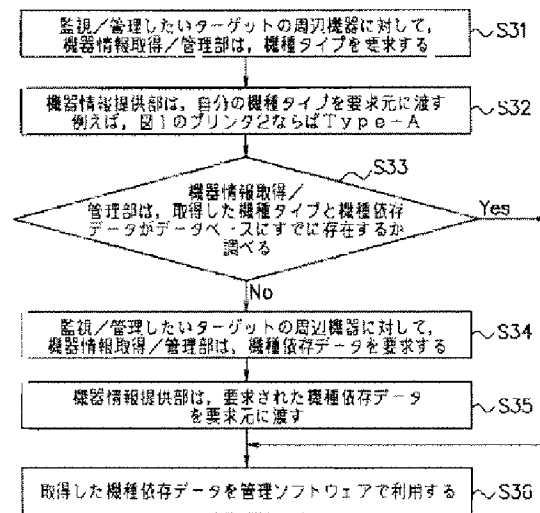 監視／管理したいターゲットの周辺機器に対して，
機器情報取得／管理部は，機種タイプを要求する
S31
機器情報提供部は，自分の機種タイプを要求元に渡す
例えば，図1のプリンタ2ならばType-A
S32
S33
機器情報取得／
管理部は，取得した機種タイプと機種依存
データがデータベースにすでに存在するか
調べる
Yes
No
監視／管理したいターゲットの周辺機器に対して，
機器情報取得／管理部は，機種依存データを要求する
S34
機器情報提供部は，要求された機種依存データ
を要求元に渡す
S35
取得した機種依存データを管理ソフトウェアで利用する
S36